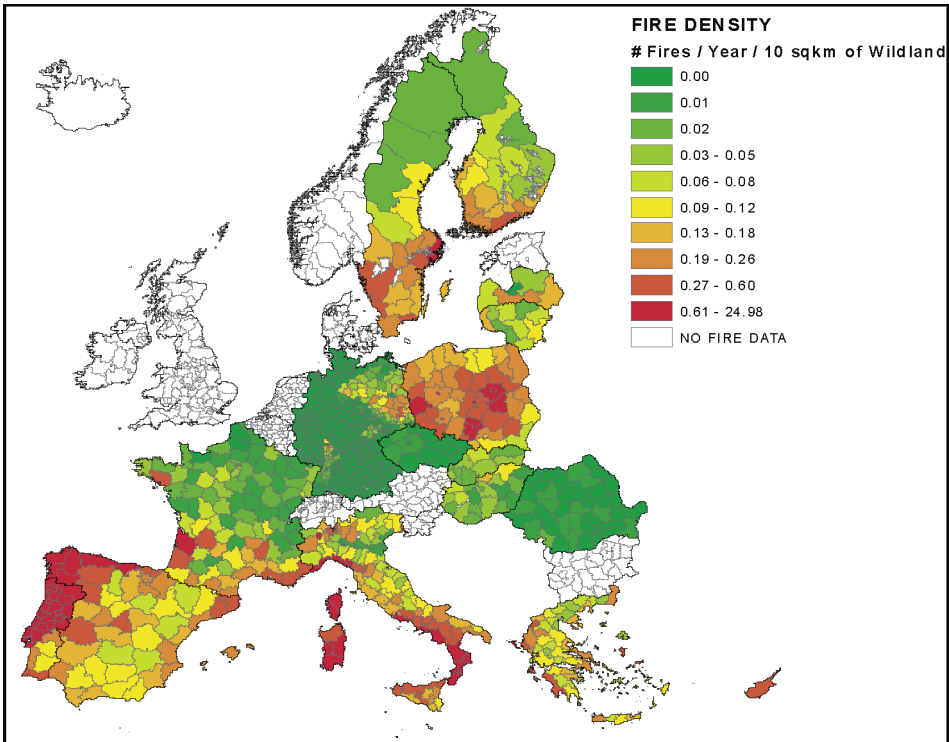 FIRE DENSITY
# Fires / Year / 10 sqkm of Wildland
0.00
0.01
0.02
0.03 - 0.05
0.06 - 0.08
0.09 - 0.12
0.13 - 0.18
0.19 - 0.26
0.27 - 0.60
0.61 - 24.98
NO FIRE DATA